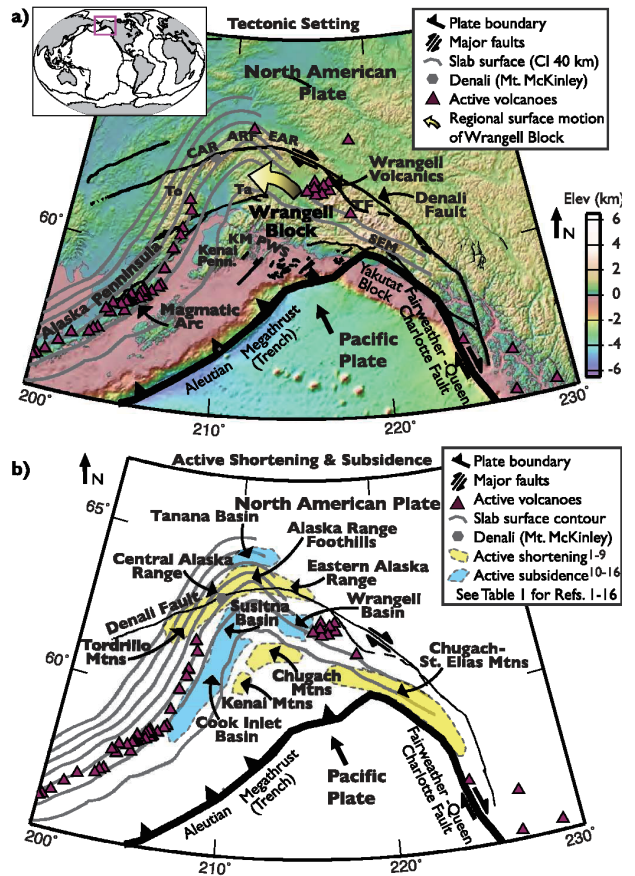 a)
Tectonic Setting
Plate boundary
Major faults
Slab surface (CI 40 km)
Denali (Mt. McKinley)
Active volcanoes
Regional surface motion
of Wrangell Block
North American
Plate
CAR
ARF
EAR
Wrangell
Volcanics
To
Ta
TF
Denali
Fault
60°
Wrangell
Block
KM
PWS
Kenai
Penn.
SEM
Alaska Penninsula
Magmatic
Arc
Yakutat
Block
Fairweather-Queen
Charlotte Fault
Aleutian
Megathrust
(Trench)
Pacific
Plate
N
Elev (km)
6
4
2
0
-2
-4
-6
200°
210°
220°
230°
b)
N
Active Shortening & Subsidence
Plate boundary
Major faults
Active volcanoes
Slab surface contour
Denali (Mt. McKinley)
Active shortening1-9
Active subsidence10-16
See Table 1 for Refs. 1-16
65°
North American Plate
Tanana Basin
Alaska Range
Foothills
Central Alaska
Range
Eastern Alaska
Range
Denali Fault
Susitna
Basin
Wrangell
Basin
Tordrillo
Mtns
60°
Chugach-
St. Elias Mtns
Chugach
Mtns
Kenai Mtns
Cook Inlet
Basin
Aleutian
Megathrust
(Trench)
Pacific
Plate
Fairweather-Queen
Charlotte Fault
200°
210°
220°
230°